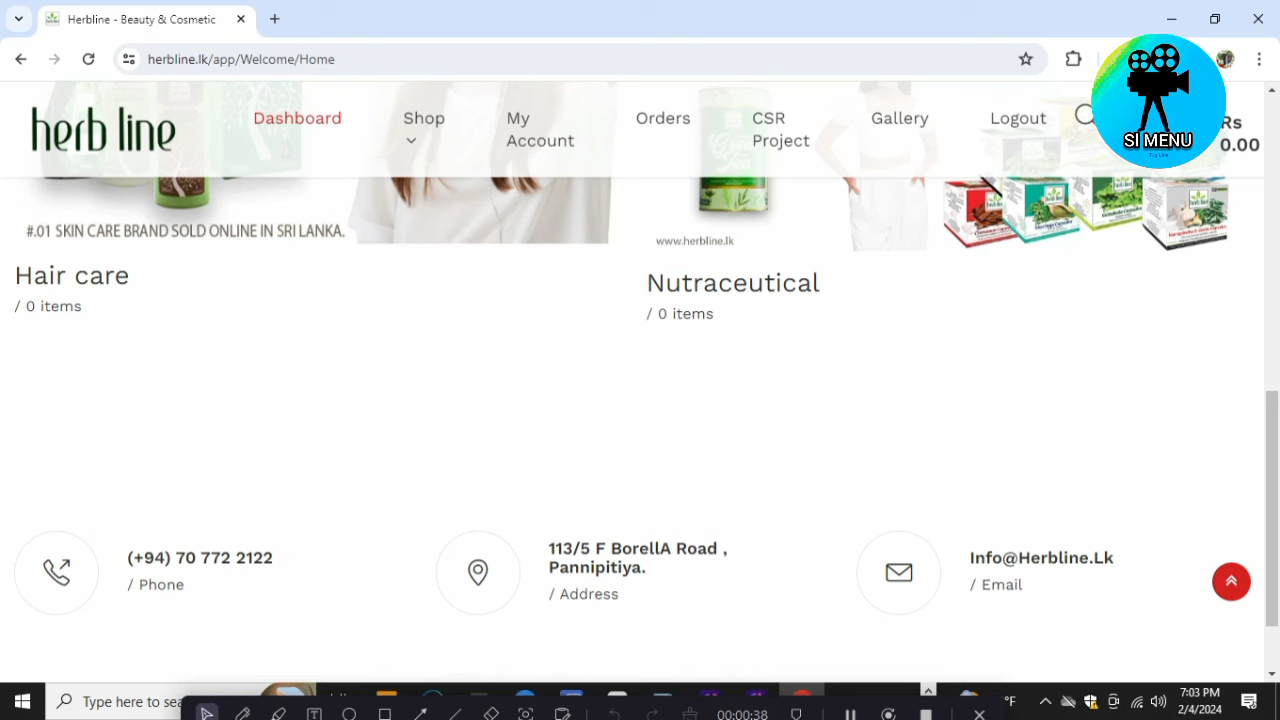 Herbline - Beauty & Cosmetic
herbline.lk/app/Welcome/Home
herb line
Dashboard
Shop
My
Account
Orders
CSR
Project
Gallery
Logout
Rs
0.00
SI MENU
#.01 SKIN CARE BRAND SOLD ONLINE IN SRI LANKA.
www.herbline.lk
Hair care
/ 0 items
Nutraceutical
/ 0 items
(+94) 70 772 2122
/ Phone
113/5 F BorellA Road ,
Pannipitiya.
/ Address
Info@Herbline.Lk
/ Email
Type here to sea
00:00:38
°F
7:03 PM
2/4/2024